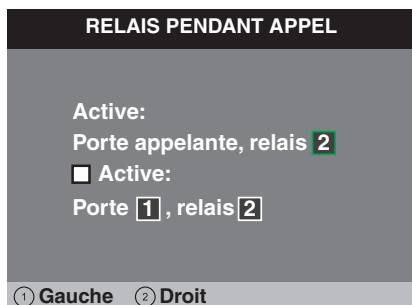 RELAIS PENDANT APPEL
Active:
Porte appelante, relais 2
Active:
Porte 1 , relais 2
1 Gauche 2 Droit